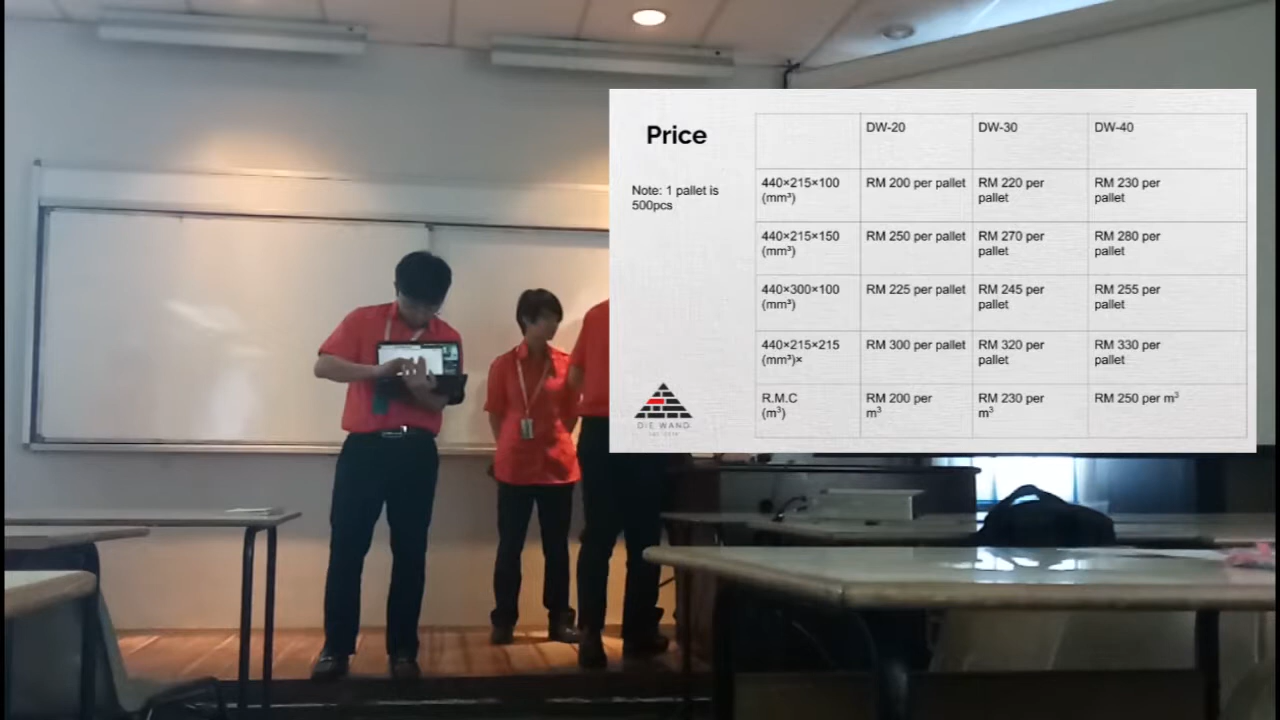 Price
Note: 1 pallet is
500pcs
DW-20
DW-30
DW-40
440×215×100
(mm³)
RM 200 per pallet
RM 220 per
pallet
RM 230 per
pallet
440×215×150
(mm³)
RM 250 per pallet
RM 270 per
pallet
RM 280 per
pallet
440×300×100
(mm³)
RM 225 per pallet
RM 245 per
pallet
RM 255 per
pallet
440×215×215
(mm³)×
RM 300 per pallet
RM 320 per
pallet
RM 330 per
pallet
R.M.C
(m³)
RM 200 per
m³
RM 230 per
m³
RM 250 per m³
DIE WAND